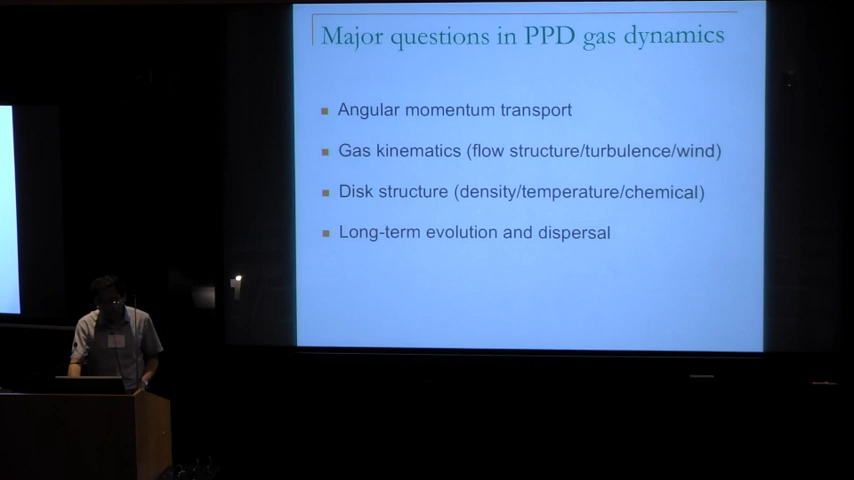 Major questions in PPD gas dynamics
Angular momentum transport
Gas kinematics (flow structure/turbulence/wind)
Disk structure (density/temperature/chemical)
Long-term evolution and dispersal